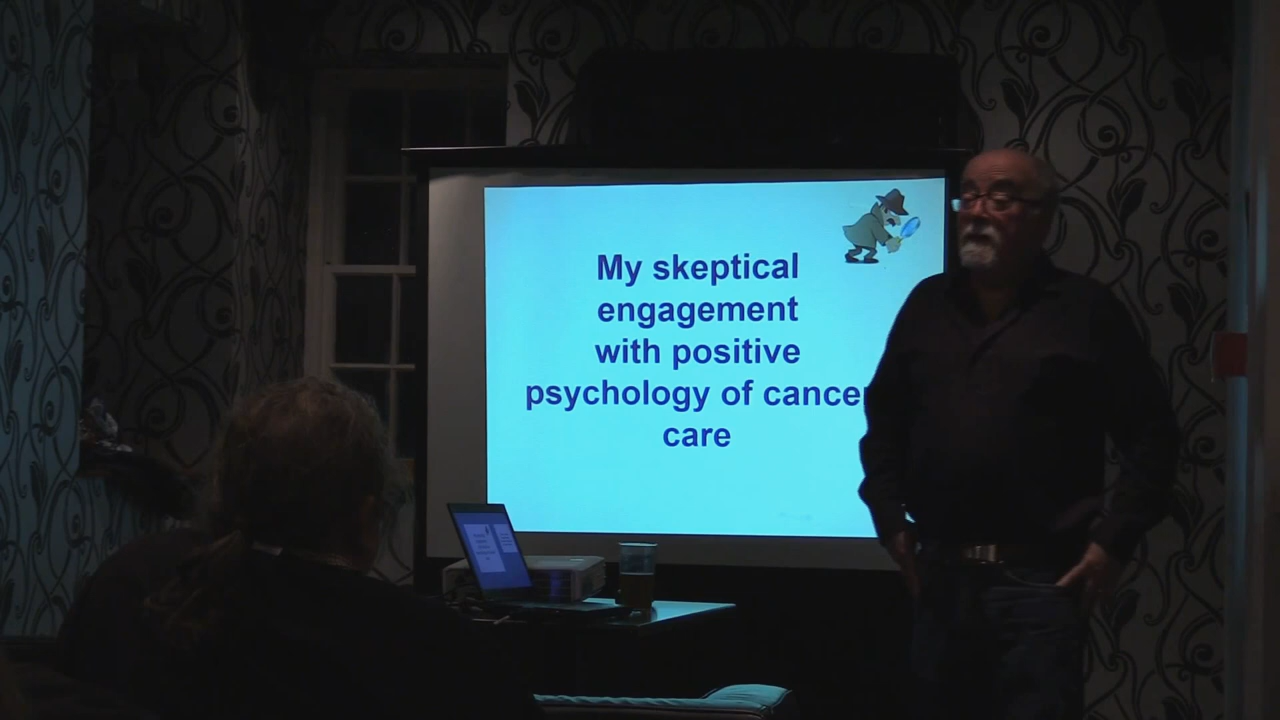 My skeptical
engagement
with positive
psychology of cancer
care